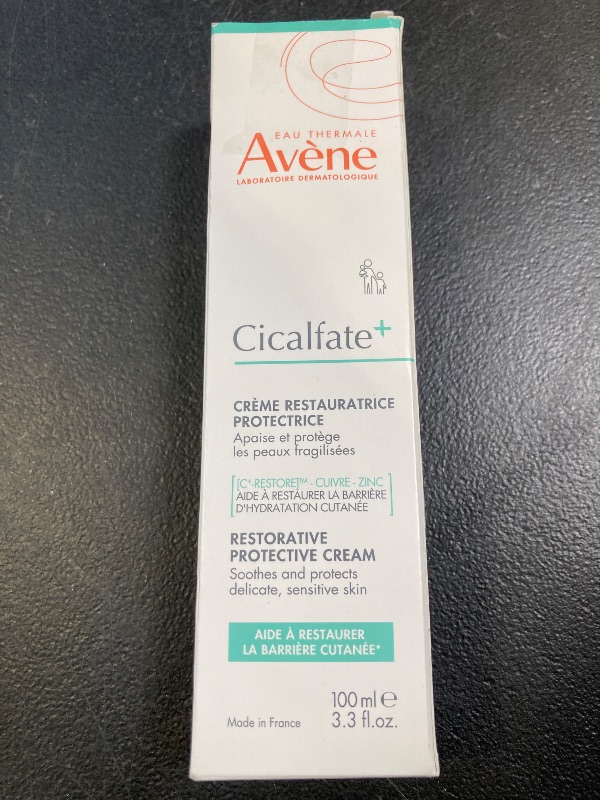 EAU THERMALE
Avène
LABORATOIRE DERMATOLOGIQUE
Cicalfate+
CRÈME RESTAURATRICE
PROTECTRICE
Apaise et protège
les peaux fragilisées
[C+-RESTORE]™ - CUIVRE - ZINC
AIDE À RESTAURER LA BARRIÈRE
D'HYDRATATION CUTANÉE
RESTORATIVE
PROTECTIVE CREAM
Soothes and protects
delicate, sensitive skin
AIDE À RESTAURER
LA BARRIÈRE CUTANÉE*
100 ml e
Made in France 3.3 fl.oz.